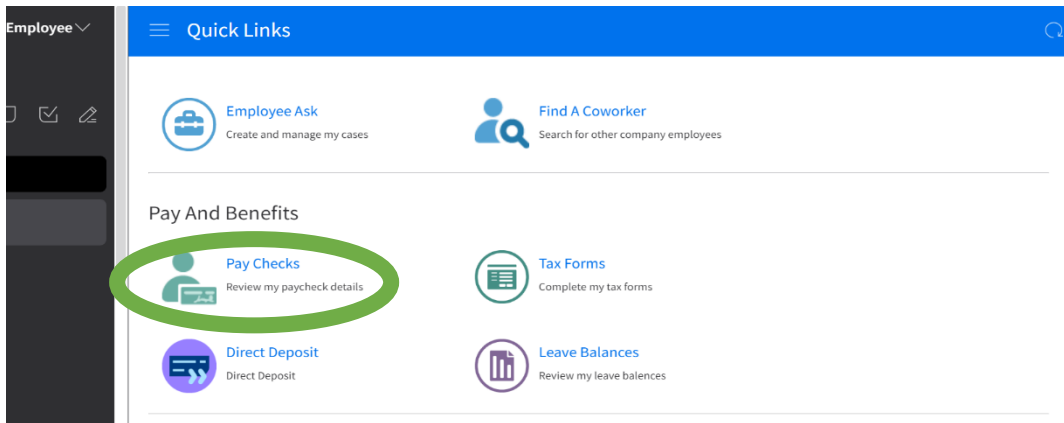 Employee
Quick Links
Employee Ask
Create and manage my cases
Find A Coworker
Search for other company employees
Pay And Benefits
Pay Checks
Review my paycheck details
Tax Forms
Complete my tax forms
Direct Deposit
Direct Deposit
Leave Balances
Review my leave balences